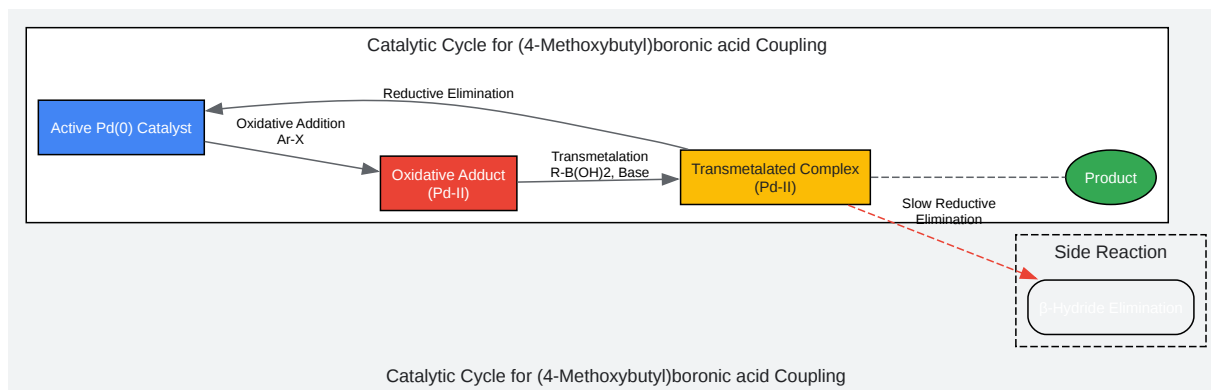 Catalytic Cycle for (4-Methoxybutyl)boronic acid Coupling
Reductive Elimination
Active Pd(0) Catalyst
Oxidative Addition
Ar-X
Transmetalation
R-B(OH)2, Base
Oxidative Adduct
(Pd-II)
Transmetalated Complex
(Pd-II)
Product
Slow Reductive
Elimination
Side Reaction
β-Hydride Elimination
Catalytic Cycle for (4-Methoxybutyl)boronic acid Coupling